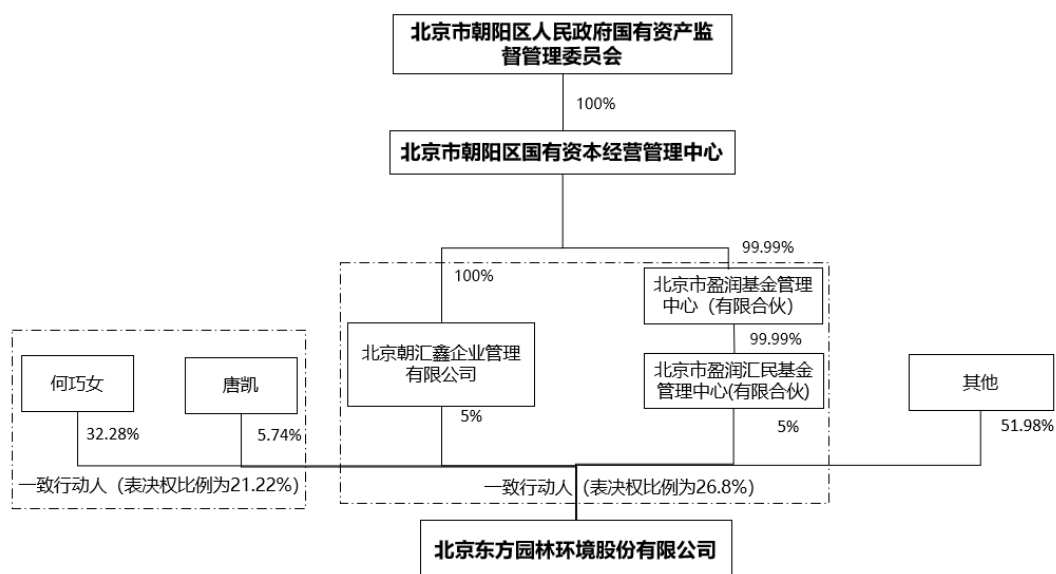 北京市朝阳区人民政府国有资产监
督管理委员会
100%
北京市朝阳区国有资本经营管理中心
99.99%
100%
北京市盈润基金管理
中心（有限合伙）
99.99%
北京朝汇鑫企业管理
有限公司
北京市盈润汇民基金
管理中心(有限合伙)
何巧女
唐凯
其他
32.28%
5.74%
5%
5%
51.98%
一致行动人（表决权比例为21.22%）
一致行动人（表决权比例为26.8%）
北京东方园林环境股份有限公司